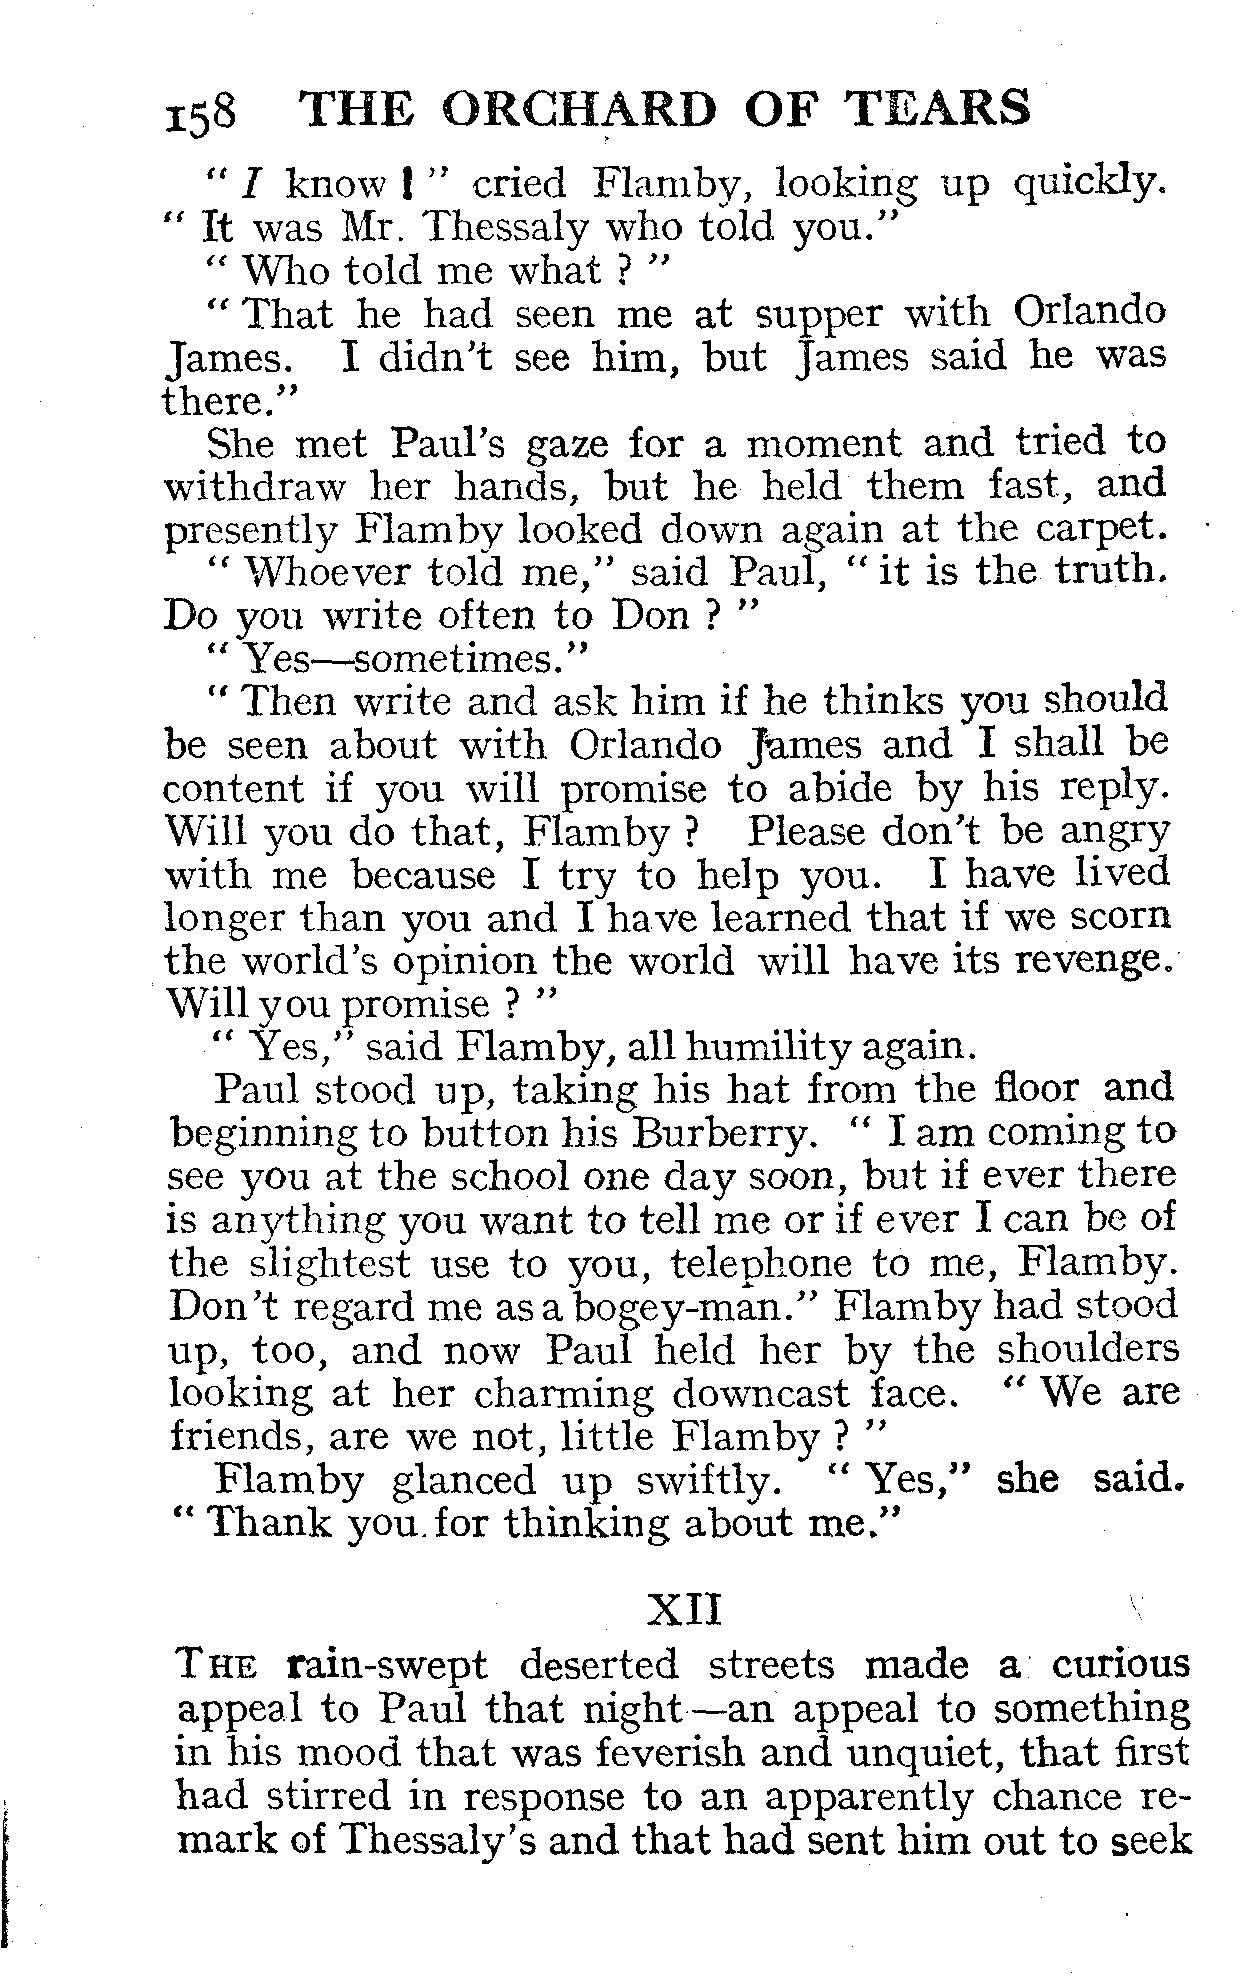 158 THE ORCHARD OF TEARS
" I know ! " cried Flamby, looking up quickly.
" It was Mr. Thessaly who told you."
" Who told me what ? "
" That he had seen me at supper with Orlando
James. I didn't see him, but James said he was
there."
She met Paul's gaze for a moment and tried to
withdraw her hands, but he held them fast, and
presently Flamby looked down again at the carpet.
" Whoever told me," said Paul, " it is the truth.
Do you write often to Don ? "
" Yes—sometimes."
" Then write and ask him if he thinks you should
be seen about with Orlando James and I shall be
content if you will promise to abide by his reply.
Will you do that, Flamby ? Please don't be angry
with me because I try to help you. I have lived
longer than you and I have learned that if we scorn
the world's opinion the world will have its revenge.
Will you promise ? "
" Yes," said Flamby, all humility again.
Paul stood up, taking his hat from the floor and
beginning to button his Burberry. " I am coming to
see you at the school one day soon, but if ever there
is anything you want to tell me or if ever I can be of
the slightest use to you, telephone to me, Flamby.
Don't regard me as a bogey-man." Flamby had stood
up, too, and now Paul held her by the shoulders
looking at her charming downcast face. " We are
friends, are we not, little Flamby ? "
Flamby glanced up swiftly. " Yes," she said.
" Thank you for thinking about me."
XII
THE rain-swept deserted streets made a curious
appeal to Paul that night—an appeal to something
in his mood that was feverish and unquiet, that first
had stirred in response to an apparently chance re-
mark of Thessaly's and that had sent him out to seek